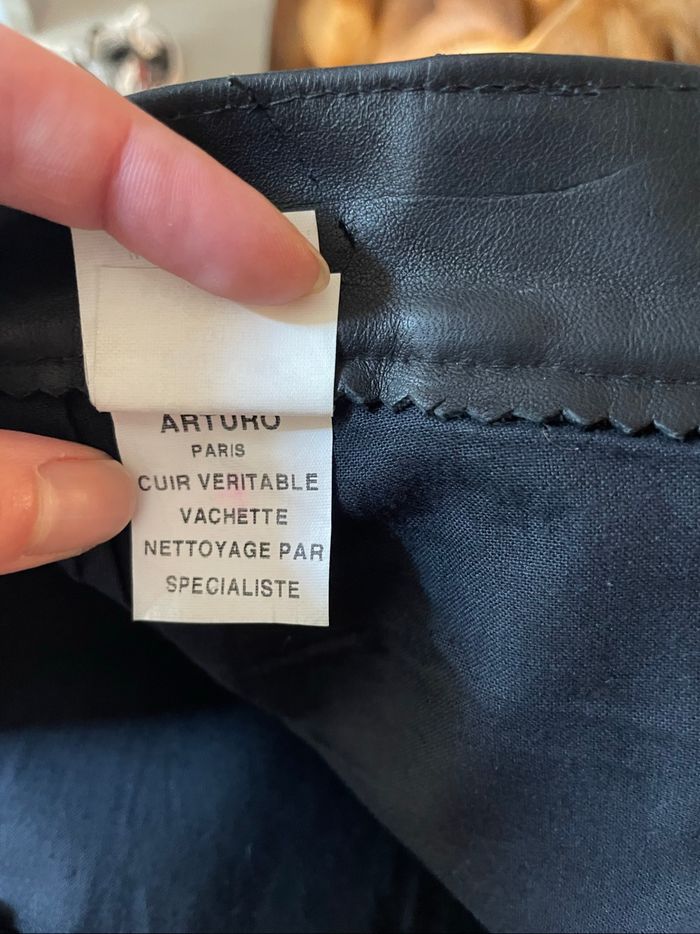 ARTURO
PARIS
CUIR VERITABLE
VACHETTE
NETTOYAGE PAR
SPECIALISTE